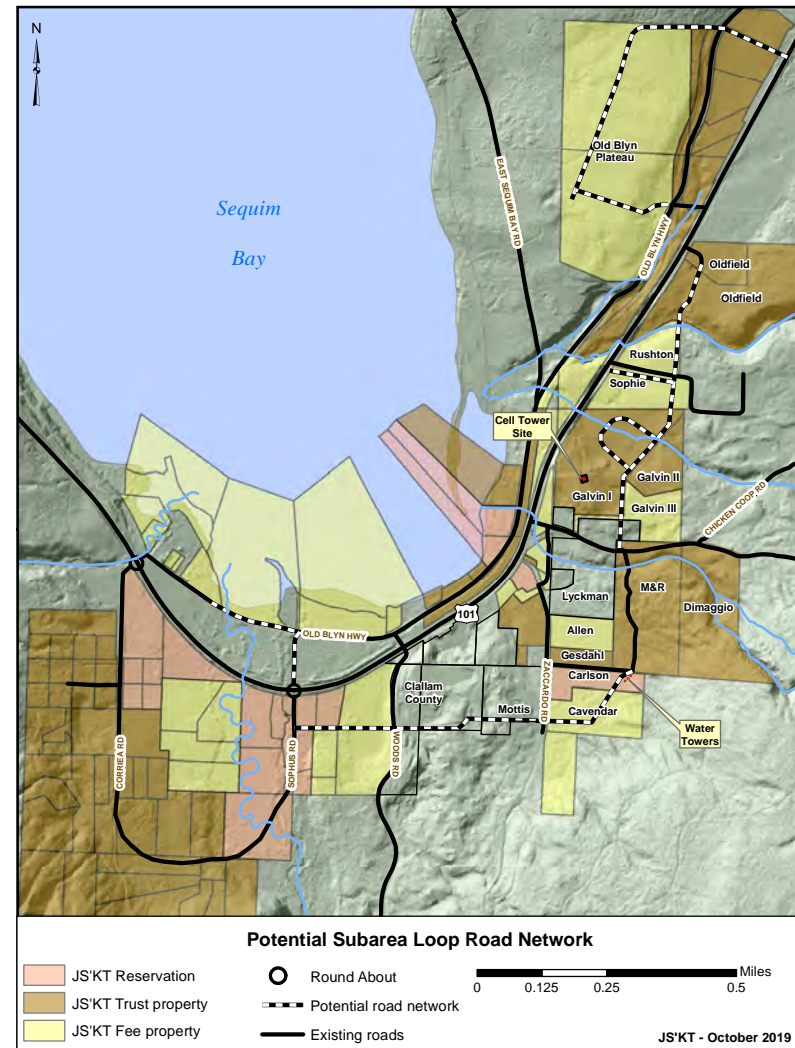 N
Sequim
Bay
EAST SEQUIM BAY RD
Old Blyn
Plateau
OLD BLYN HWY
Oldfield
Oldfield
Rushton
Sophie
Cell Tower
Site
Galvin I
Galvin II
Galvin III
CHICKEN COOP RD
Lyckman
M&R
Dimaggio
101
OLD BLYN HWY
Allen
Gesdahl
Carlson
Clallam
County
Mottis
Cavendar
ZACCARDO RD
Water
Towers
CORRIEA RD
SOPHUS RD
WOODS RD
Potential Subarea Loop Road Network
JS'KT Reservation
JS'KT Trust property
JS'KT Fee property
Round About
Potential road network
Existing roads
Miles
0 0.125 0.25 0.5
JS'KT - October 2019